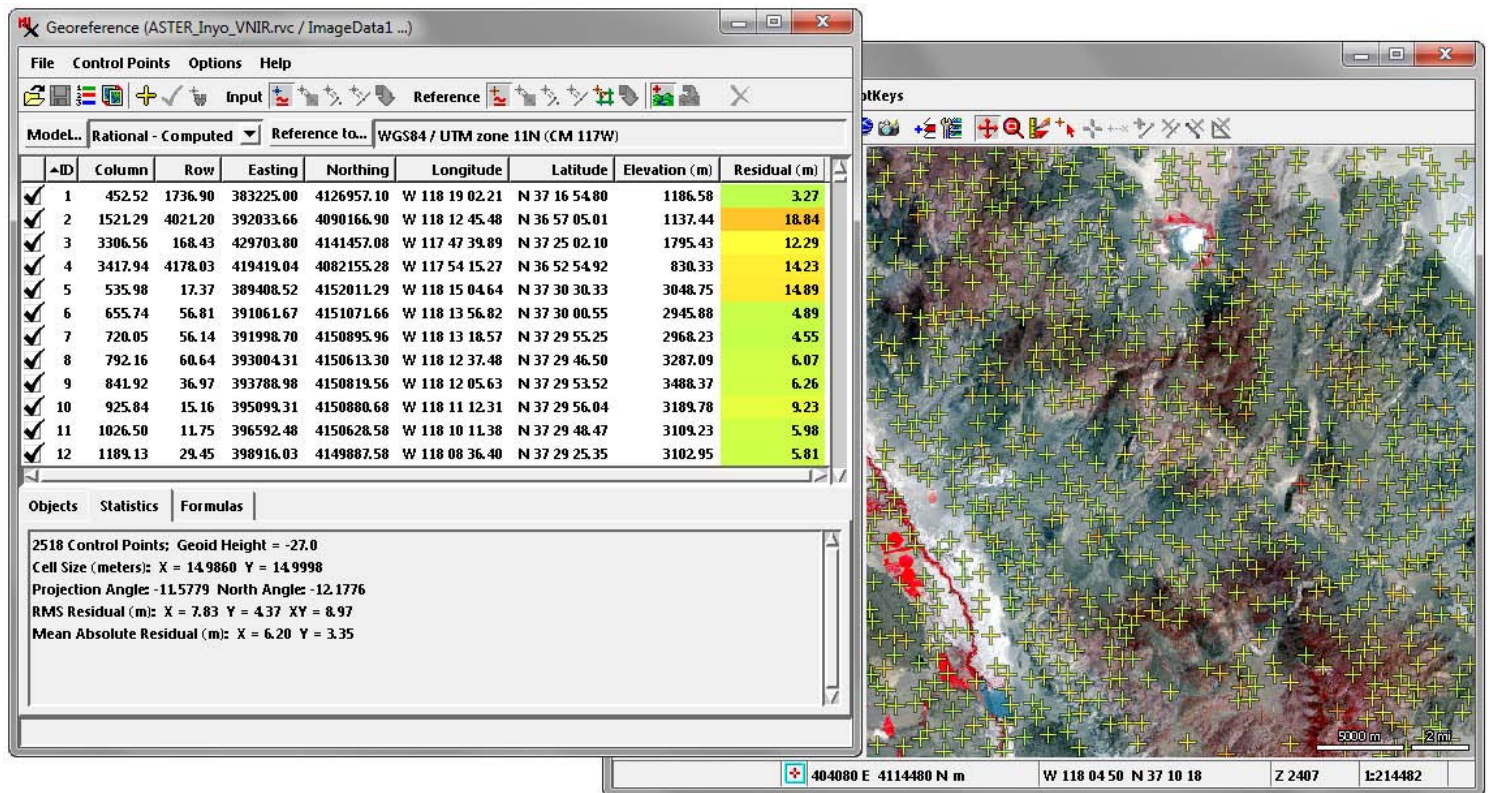 Georeference (ASTER_Inyo_VNIR.rvc / ImageData1 ...)
File Control Points Options Help
Input Reference
Model... Rational - Computed Reference to... WGS84 / UTM zone 11N (CM 117W)
ID Column Row Easting Northing Longitude Latitude Elevation (m) Residual (m)
1 452.52 1736.90 383225.00 4126957.10 W 118 19 02.21 N 37 16 54.80 1186.58 3.27
2 1521.29 4021.20 392033.66 4090166.90 W 118 12 45.48 N 36 57 05.01 1137.44 18.84
3 3306.56 168.43 429703.80 4141457.08 W 117 47 39.89 N 37 25 02.10 1795.43 12.29
4 3417.94 4178.03 419419.04 4082155.28 W 117 54 15.27 N 36 52 54.92 830.33 14.23
5 535.98 17.37 389408.52 4152011.29 W 118 15 04.64 N 37 30 30.33 3048.75 14.89
6 655.74 56.81 391061.67 4151071.66 W 118 13 56.82 N 37 30 00.55 2945.88 4.89
7 720.05 56.14 391998.70 4150895.96 W 118 13 18.57 N 37 29 55.25 2968.23 4.55
8 792.16 60.64 393004.31 4150613.30 W 118 12 37.48 N 37 29 46.50 3287.09 6.07
9 841.92 36.97 393788.98 4150819.56 W 118 12 05.63 N 37 29 53.52 3488.37 6.26
10 925.84 15.16 395099.31 4150880.68 W 118 11 12.31 N 37 29 56.04 3189.78 9.23
11 1026.50 11.75 396592.48 4150628.58 W 118 10 11.38 N 37 29 48.47 3109.23 5.98
12 1189.13 29.45 398916.03 4149887.58 W 118 08 36.40 N 37 29 25.35 3102.95 5.81
Objects Statistics Formulas
2518 Control Points; Geoid Height = -27.0
Cell Size (meters): X = 14.9860 Y = 14.9998
Projection Angle: -11.5779 North Angle: -12.1776
RMS Residual (m): X = 7.83 Y = 4.37 XY = 8.97
Mean Absolute Residual (m): X = 6.20 Y = 3.35
otKeys
5000 m 2 mi
404080 E 4114480 N m W 118 04 50 N 37 10 18 Z 2407 1:214482